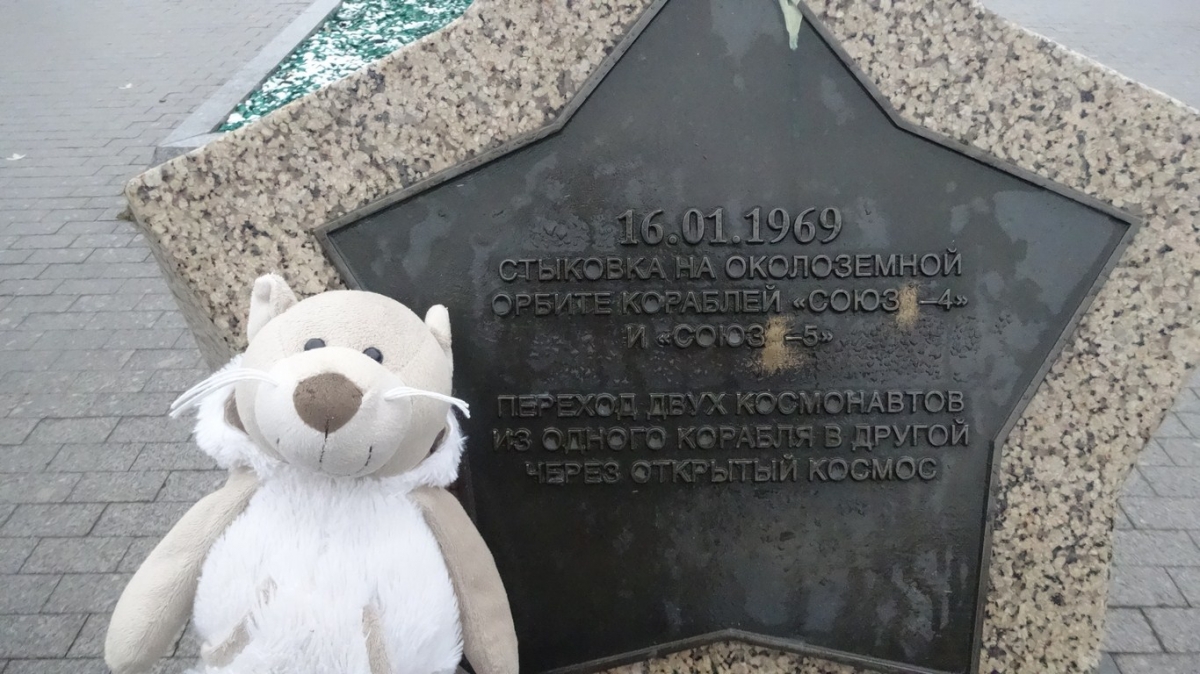 16.01.1969
СТЫКОВКА НА ОКОЛОЗЕМНОЙ
ОРБИТЕ КОРАБЛЕЙ «СОЮЗ –4»
И «СОЮЗ –5»
ПЕРЕХОД ДВУХ КОСМОНАВТОВ
ИЗ ОДНОГО КОРАБЛЯ В ДРУГОЙ
ЧЕРЕЗ ОТКРЫТЫЙ КОСМОС